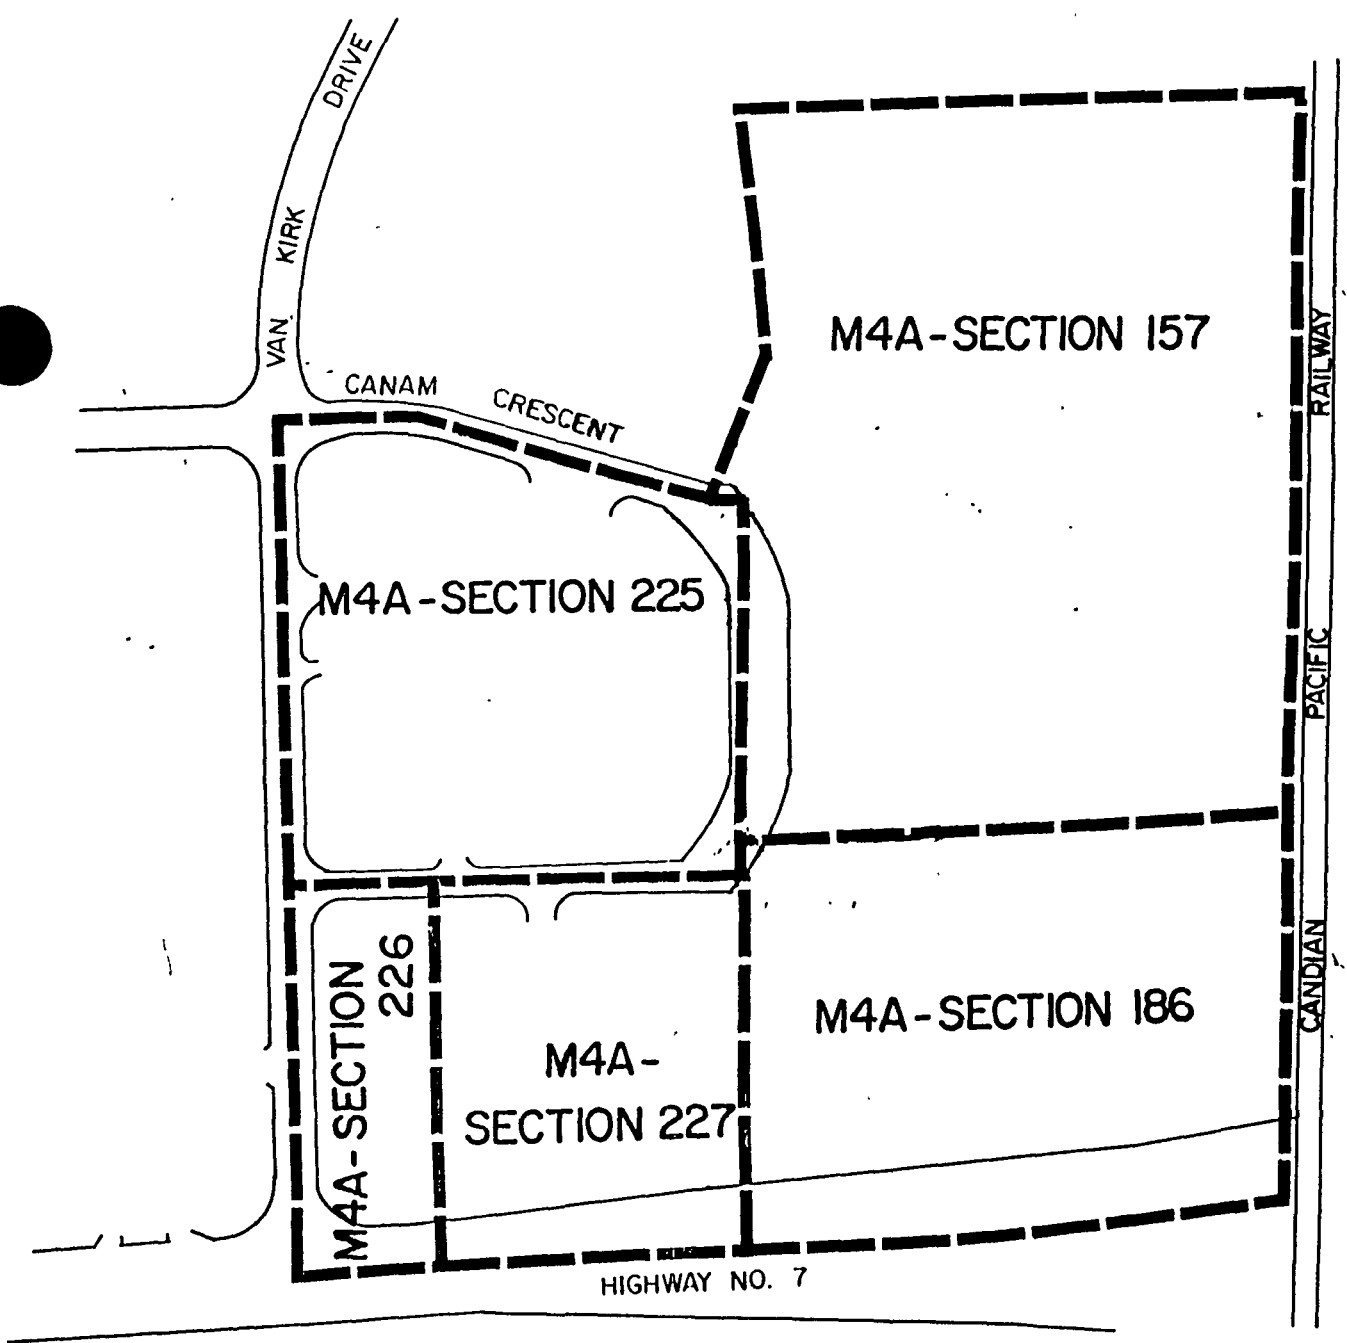 VAN KIRK DRIVE
CANAM CRESCENT
M4A-SECTION 157
M4A-SECTION 225
M4A-SECTION
226
M4A-
SECTION 227
M4A-SECTION 186
CANDIAN PACIFIC RAILWAY
HIGHWAY NO. 7